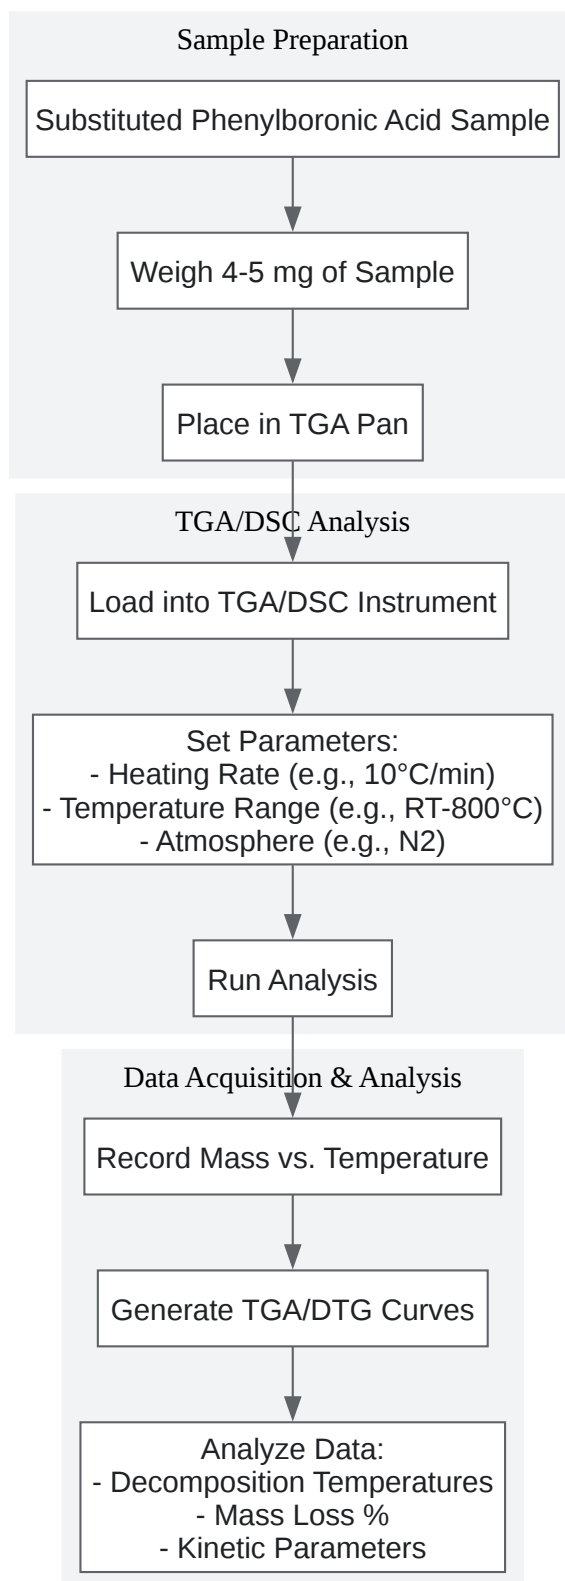 Sample Preparation
Substituted Phenylboronic Acid Sample
Weigh 4-5 mg of Sample
Place in TGA Pan
TGA/DSC Analysis
Load into TGA/DSC Instrument
Set Parameters:
- Heating Rate (e.g., 10°C/min)
- Temperature Range (e.g., RT-800°C)
- Atmosphere (e.g., N2)
Run Analysis
Data Acquisition & Analysis
Record Mass vs. Temperature
Generate TGA/DTG Curves
Analyze Data:
- Decomposition Temperatures
- Mass Loss %
- Kinetic Parameters